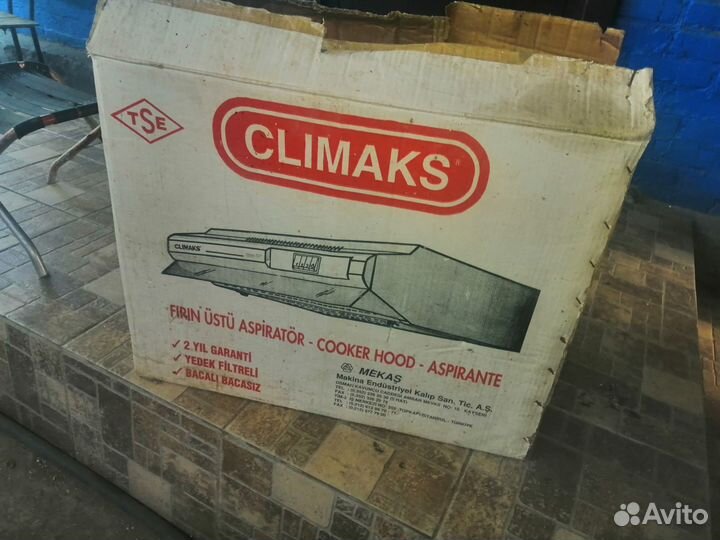 TSE
CLIMAKS
CLIMAKS
FIRIN ÜSTÜ ASPİRATÖR - COOKER HOOD - ASPIRANTE
✓ 2.YIL GARANTİ
✓ YEDEK FİLTRELİ
✓ BACALI BACASIZ
MEKAŞ
Makina Endüstriyel Kalıp San. Tic. A.Ş.
Avito